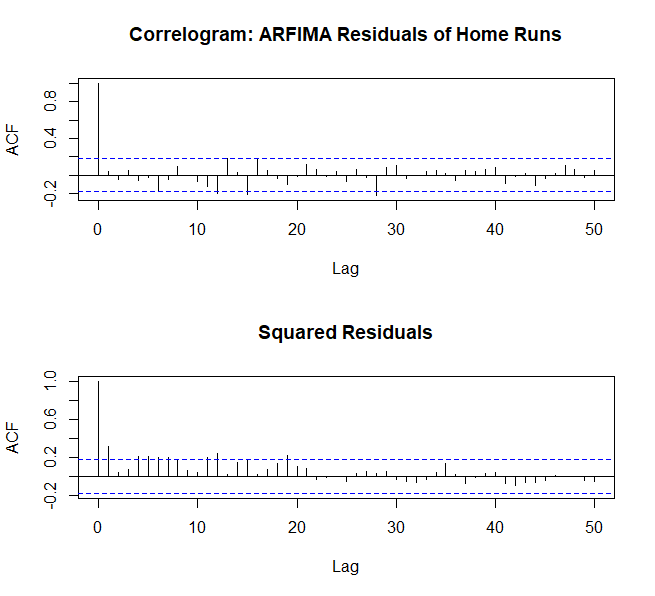 Correlogram: ARFIMA Residuals of Home Runs
ACF
0.8
0.4
-0.2
0 10 20 30 40 50
Lag
Squared Residuals
ACF
1.0
0.6
0.2
-0.2
0 10 20 30 40 50
Lag